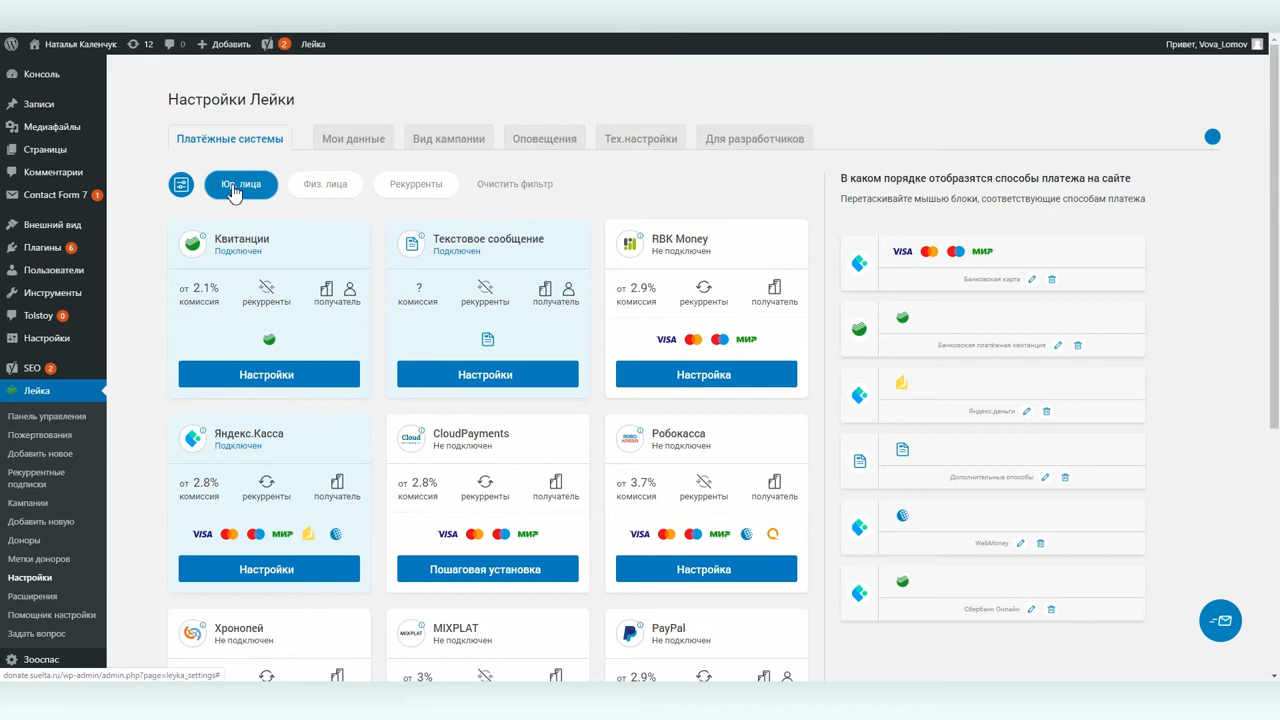 Наталья Каленчук
12
0
Добавить
2
Лейка
Привет, Vova_Lomov
Консоль
Записи
Медиафайлы
Страницы
Комментарии
Contact Form 7 1
Внешний вид
Плагины 6
Пользователи
Инструменты
Tolstoy 0
Настройки
SEO 2
Лейка
Панель управления
Пожертвования
Добавить новое
Рекуррентные
подписки
Кампании
Добавить новую
Доноры
Метки доноров
Настройки
Расширения
Помощник настройки
Задать вопрос
Зооспас
donate.suelta.ru/wp-admin/admin.php?page=leyka_settings#
Настройки Лейки
Платёжные системы
Мои данные
Вид кампании
Оповещения
Тех.настройки
Для разработчиков
Юр. лица
Физ. лица
Рекурренты
Очистить фильтр
Квитанции
Подключен
от 2.1%
комиссия
рекурренты
получатель
Настройки
Текстовое сообщение
Подключен
?
комиссия
рекурренты
получатель
Настройки
RBK Money
Не подключен
от 2.9%
комиссия
рекурренты
получатель
VISA МИР
Настройка
Яндекс.Касса
Подключен
от 2.8%
комиссия
рекурренты
получатель
VISA МИР
Настройки
Cloud
CloudPayments
Не подключен
от 2.8%
комиссия
рекурренты
получатель
VISA МИР
Пошаговая установка
ROBO
KASSA
Робокасса
Не подключен
от 3.7%
комиссия
рекурренты
получатель
VISA МИР
Настройка
Хронопей
Не подключен
MIXPLAT
MIXPLAT
Не подключен
от 3%
PayPal
Не подключен
от 2.9%
В каком порядке отобразятся способы платежа на сайте
Перетаскивайте мышью блоки, соответствующие способам платежа
VISA МИР
Банковская карта
Банковская платёжная квитанция
Яндекс.деньги
Дополнительные способы
WebMoney
Сбербанк Онлайн